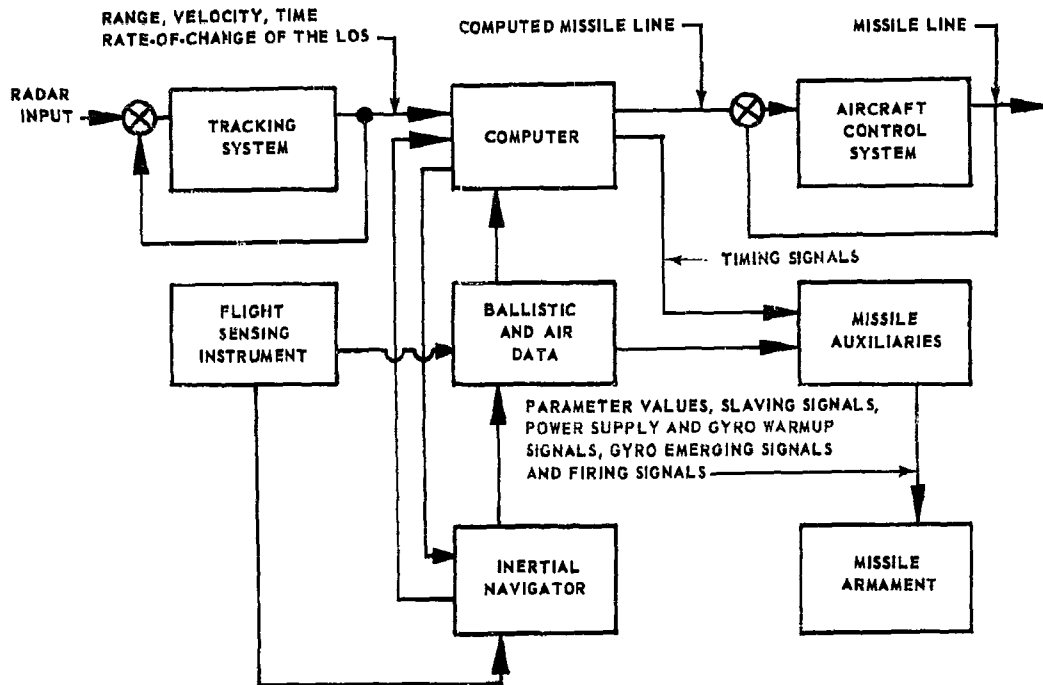 RANGE, VELOCITY, TIME
RATE-OF-CHANGE OF THE LOS
COMPUTED MISSILE LINE
MISSILE LINE
RADAR
INPUT
TRACKING
SYSTEM
COMPUTER
AIRCRAFT
CONTROL
SYSTEM
TIMING SIGNALS
FLIGHT
SENSING
INSTRUMENT
BALLISTIC
AND AIR
DATA
MISSILE
AUXILIARIES
PARAMETER VALUES, SLAVING SIGNALS,
POWER SUPPLY AND GYRO WARMUP
SIGNALS, GYRO EMERGING SIGNALS
AND FIRING SIGNALS
INERTIAL
NAVIGATOR
MISSILE
ARMAMENT